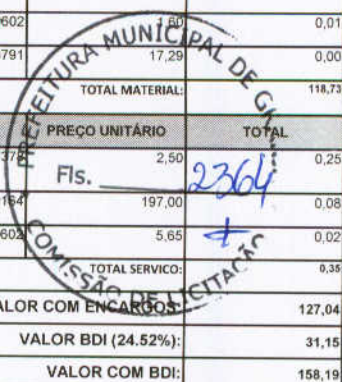 602 1,60 0,01
791 17,29 0,00
TOTAL MATERIAL: 118,73
PREÇO UNITÁRIO TOTAL
2,50 0,25
Fls. 2364
164 197,00 0,08
602 5,65 0,02
TOTAL SERVICO: 0,35
VALOR COM ENCARGOS: 127,04
VALOR BDI (24.52%): 31,15
VALOR COM BDI: 158,19
PREFEITURA MUNICIPAL DE
COMISSÃO DE LICITAÇÃO